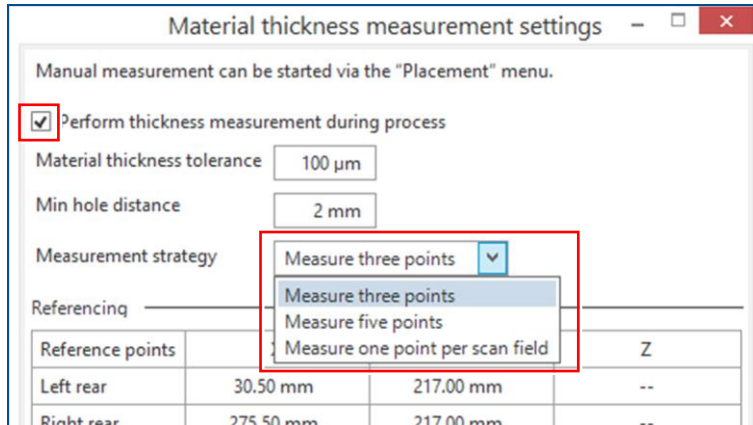 Material thickness measurement settings
Manual measurement can be started via the “Placement” menu.
Perform thickness measurement during process
Material thickness tolerance 100 µm
Min hole distance 2 mm
Measurement strategy Measure three points
Measure three points
Measure five points
Referencing
Measure one point per scan field
Reference points Z
Left rear 30.50 mm 217.00 mm --
Right rear 275.50 mm 217.00 mm --